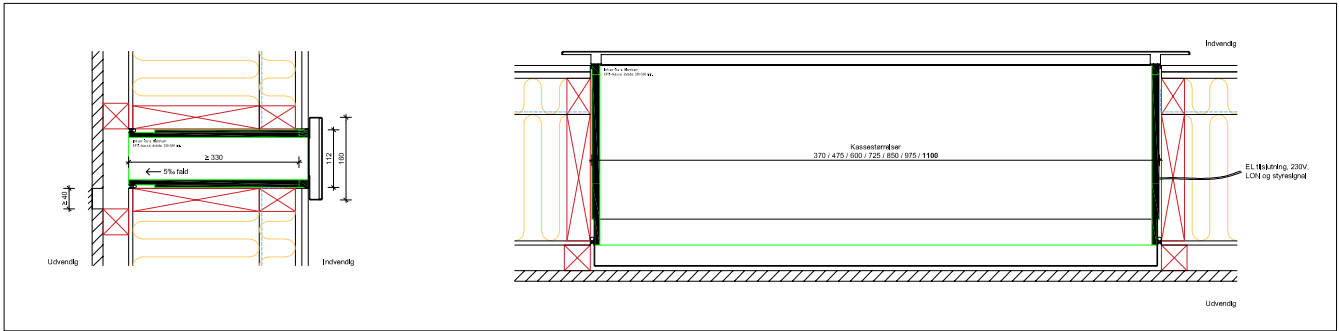 ≥ 330
5‰ fald
112
160
≥ 40
Udvendig
Indvendig
Indvendig
Kassestørrelser
370 / 475 / 600 / 725 / 850 / 975 / 1100
EL tilslutning, 230V,
LON og styresignal
Udvendig